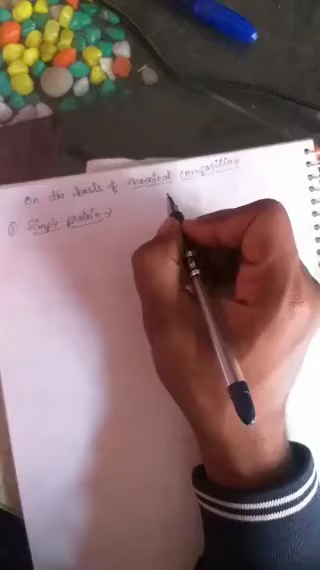 On the basis of chemical composition
① Simple protein →